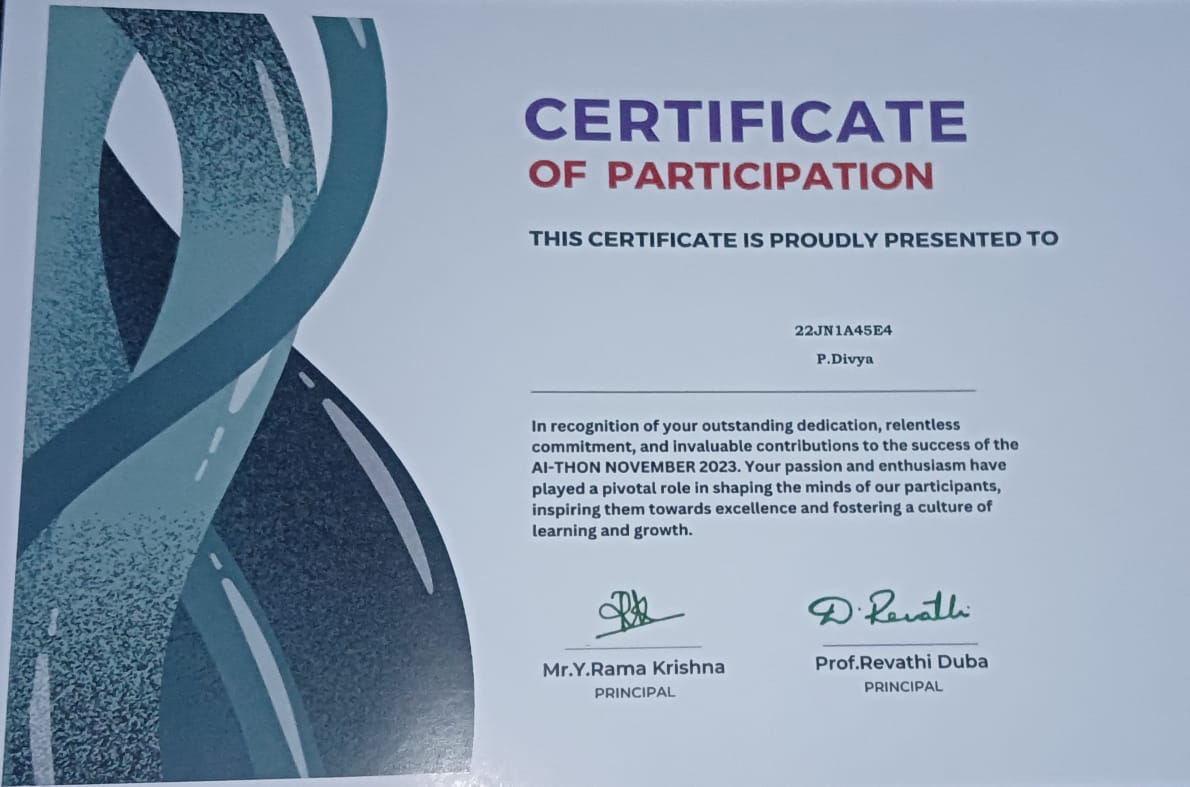 CERTIFICATE
OF PARTICIPATION
THIS CERTIFICATE IS PROUDLY PRESENTED TO
22JN1A45E4
P.Divya
In recognition of your outstanding dedication, relentless
commitment, and invaluable contributions to the success of the
AI-THON NOVEMBER 2023. Your passion and enthusiasm have
played a pivotal role in shaping the minds of our participants,
inspiring them towards excellence and fostering a culture of
learning and growth.
D. Revathi
Mr.Y.Rama Krishna
PRINCIPAL
Prof.Revathi Duba
PRINCIPAL